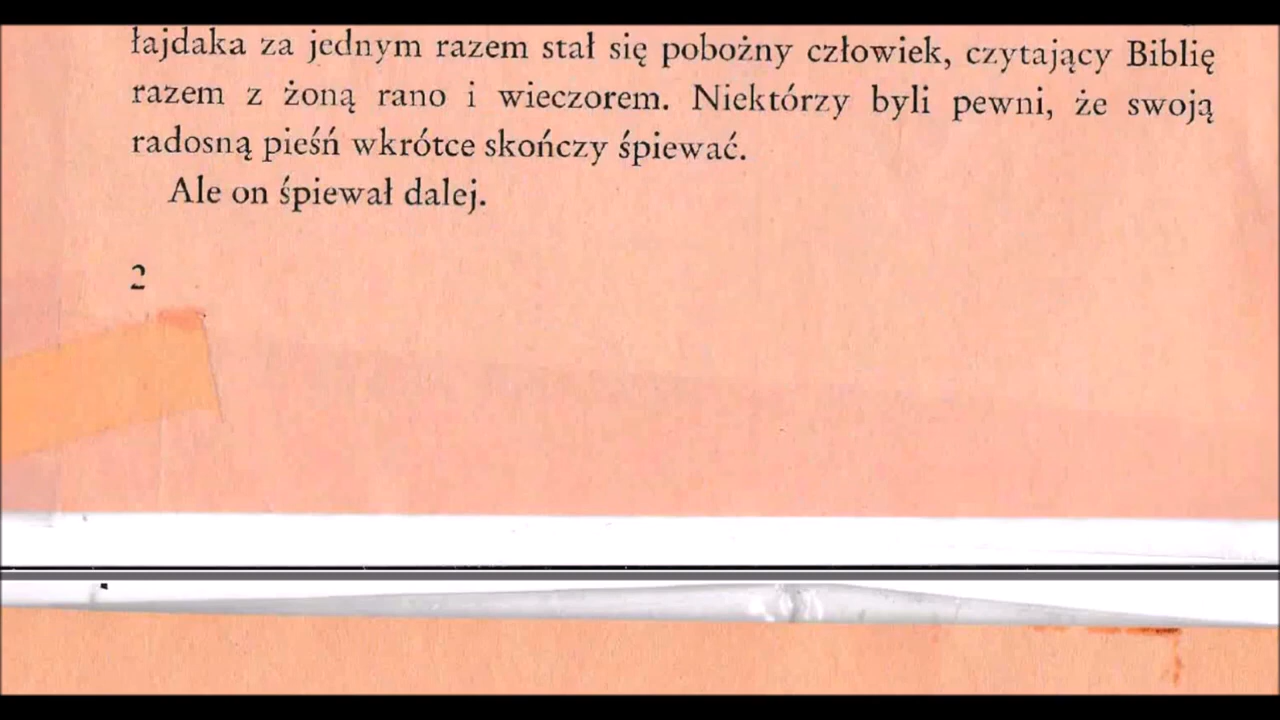 łajdaka za jednym razem stał się pobożny człowiek, czytający Biblię
razem z żoną rano i wieczorem. Niektórzy byli pewni, że swoją
radosną pieśń wkrótce skończy śpiewać.
Ale on śpiewał dalej.
2